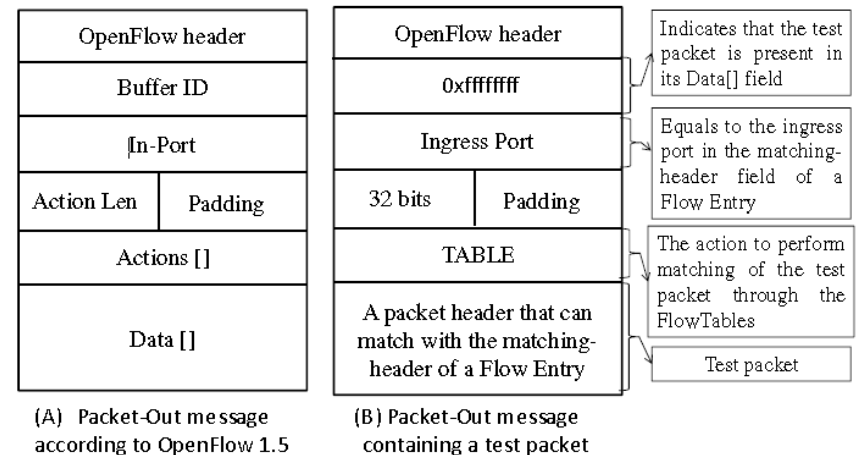 OpenFlow header
Buffer ID
In-Port
Action Len
Padding
Actions []
Data []
(A) Packet-Out message
according to OpenFlow 1.5
OpenFlow header
0xffffffff
Ingress Port
32 bits
Padding
TABLE
A packet header that can
match with the matching-
header of a Flow Entry
(B) Packet-Out message
containing a test packet
Indicates that the test
packet is present in
its Data[] field
Equals to the ingress
port in the matching-
header field of a
Flow Entry
The action to perform
matching of the test
packet through the
FlowTables
Test packet